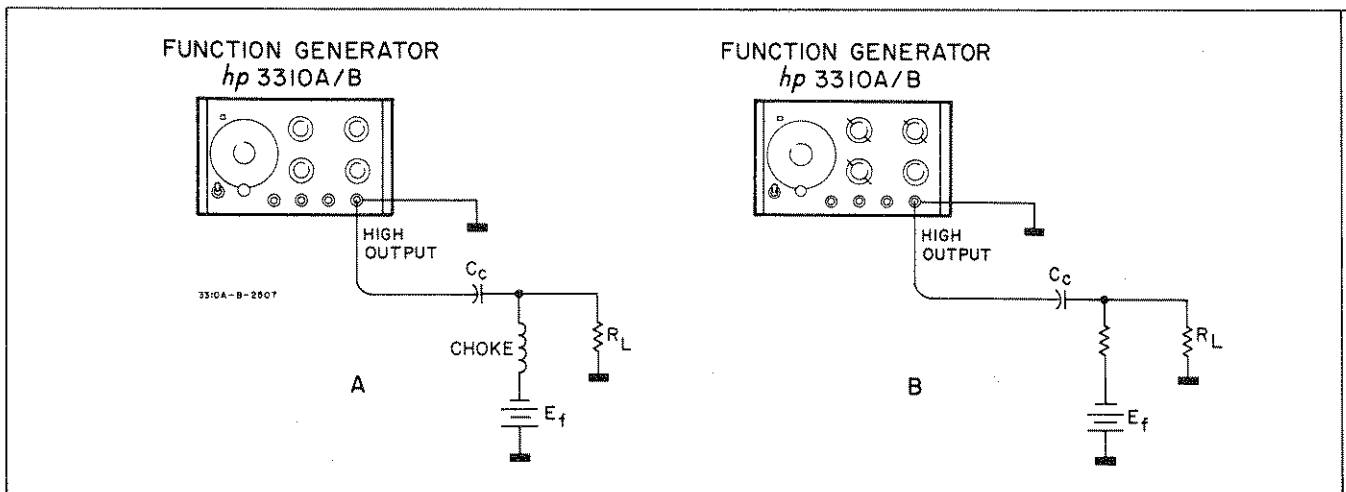 FUNCTION GENERATOR
hp 3310A/B
HIGH
OUTPUT
3310A-B-2607
Cc
CHOKE
RL
A
Ef
FUNCTION GENERATOR
hp 3310A/B
HIGH
OUTPUT
Cc
RL
B
Ef